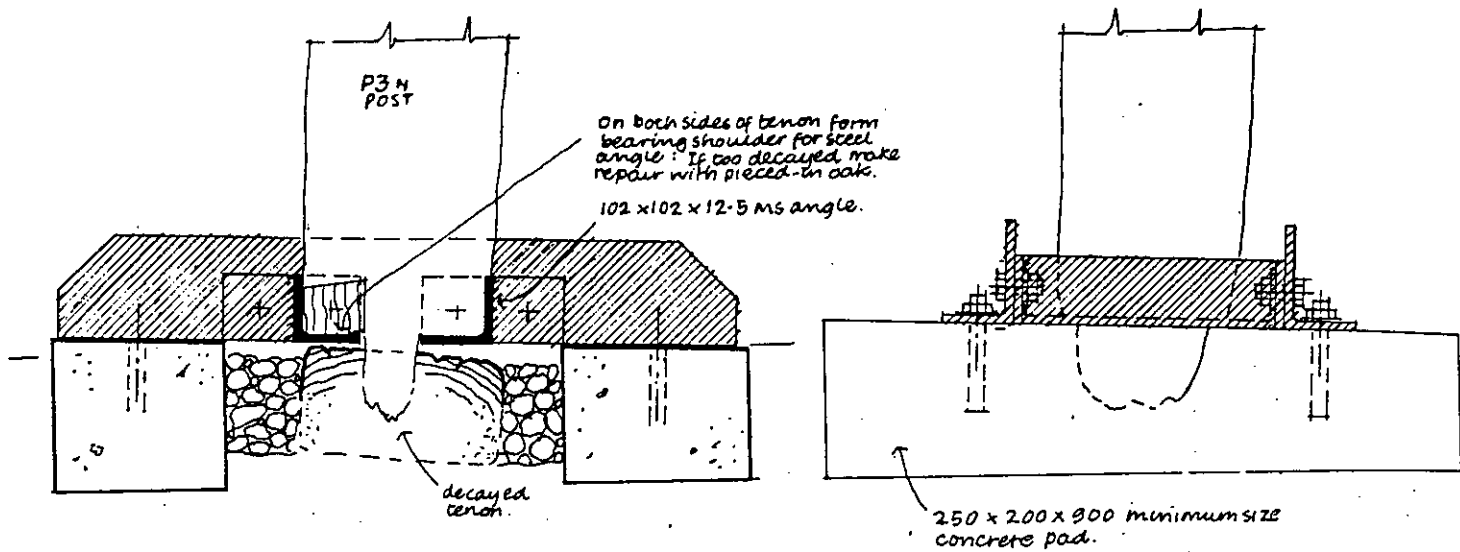 P3N
POST
on both sides of tenon form
bearing shoulder for steel
angle : If too decayed make
repair with pieced-in oak.
102 x 102 x 12·5 MS angle.
decayed
tenon.
250 x 200 x 900 minimum size
concrete pad.